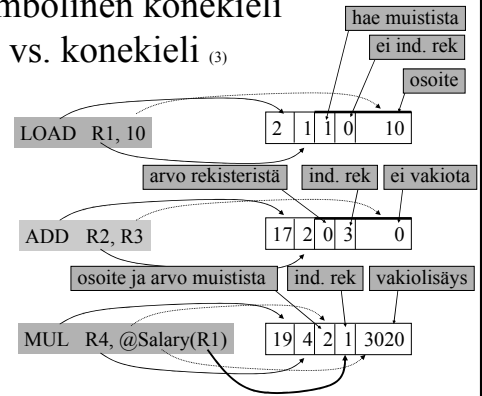 mbolinen konekieli
vs. konekieli (3)
hae muistista
ei ind. rek
osoite
LOAD R1, 10
2 1 1 0 10
arvo rekisteristä ind. rek ei vakiota
ADD R2, R3
17 2 0 3 0
osoite ja arvo muistista ind. rek vakiolisäys
MUL R4, @Salary(R1)
19 4 2 1 3020